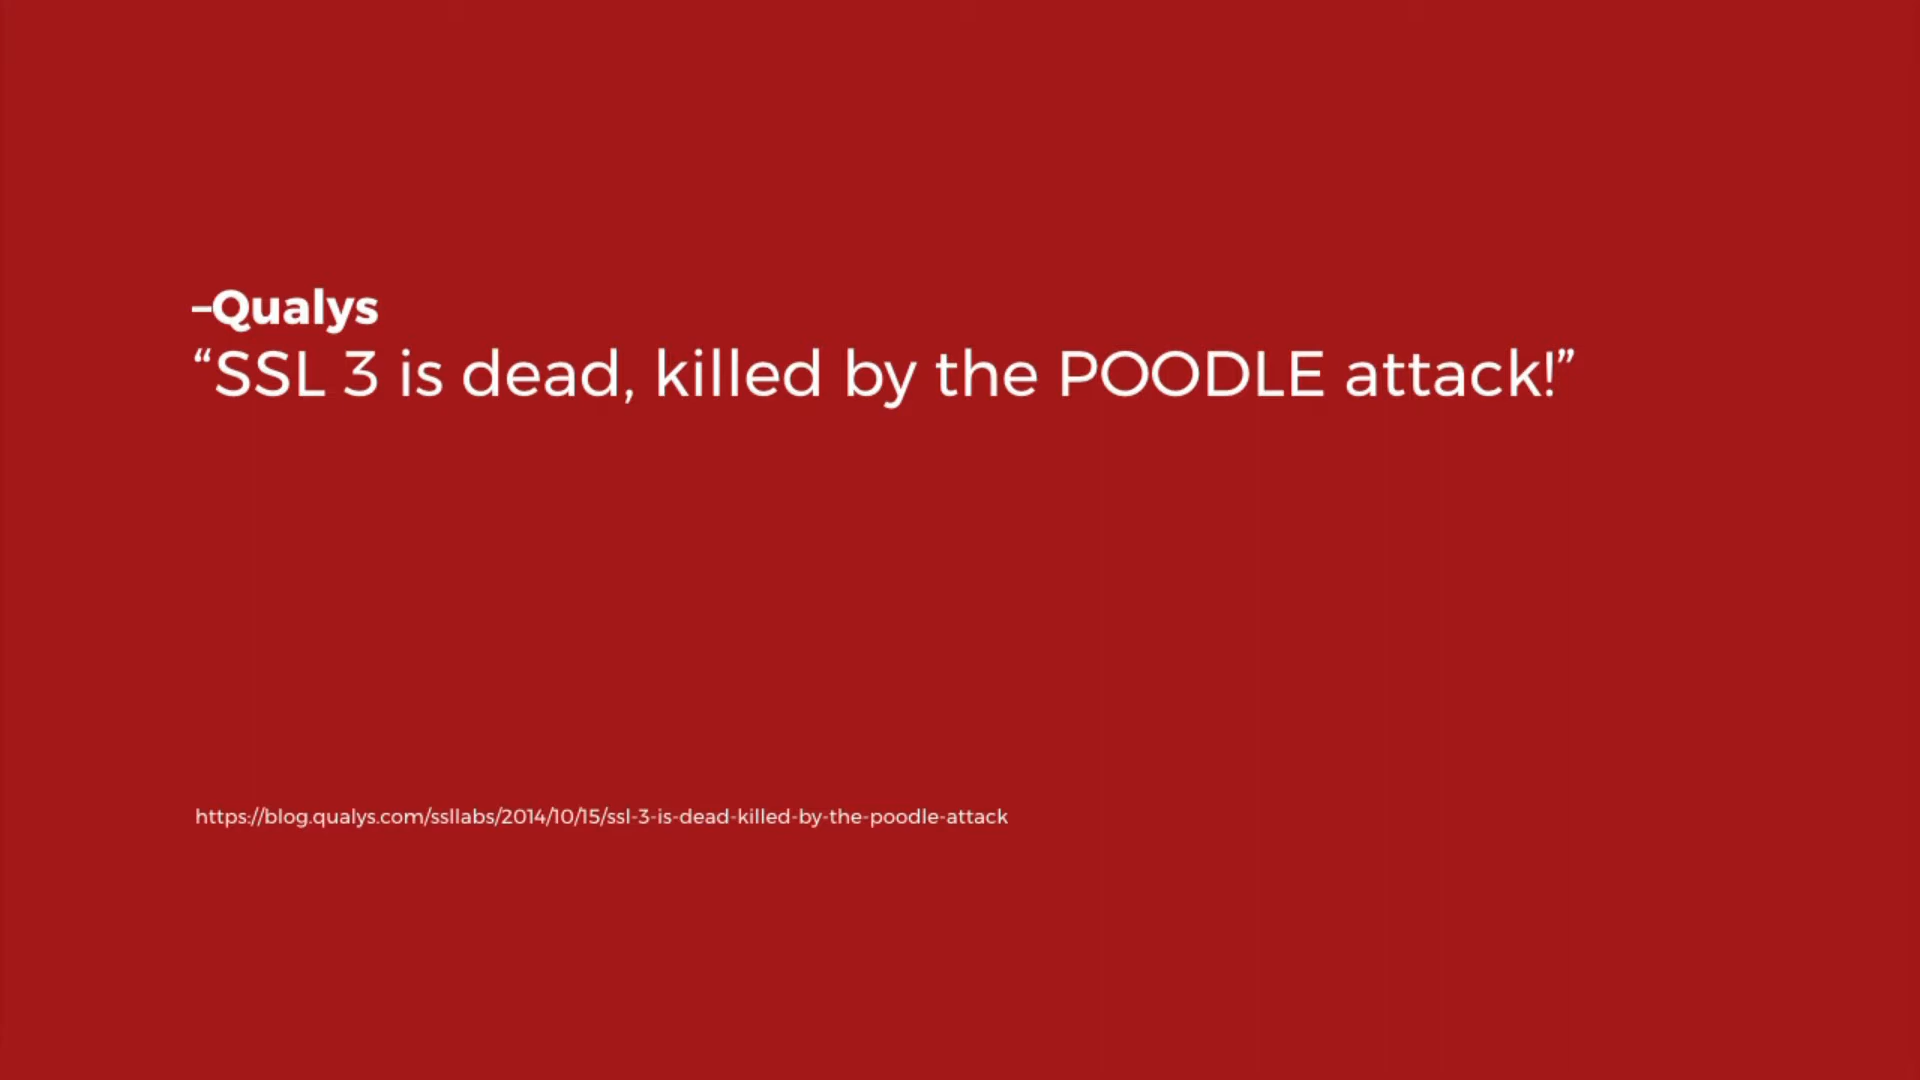 –Qualys
“SSL 3 is dead, killed by the POODLE attack!”
https://blog.qualys.com/ssllabs/2014/10/15/ssl-3-is-dead-killed-by-the-poodle-attack